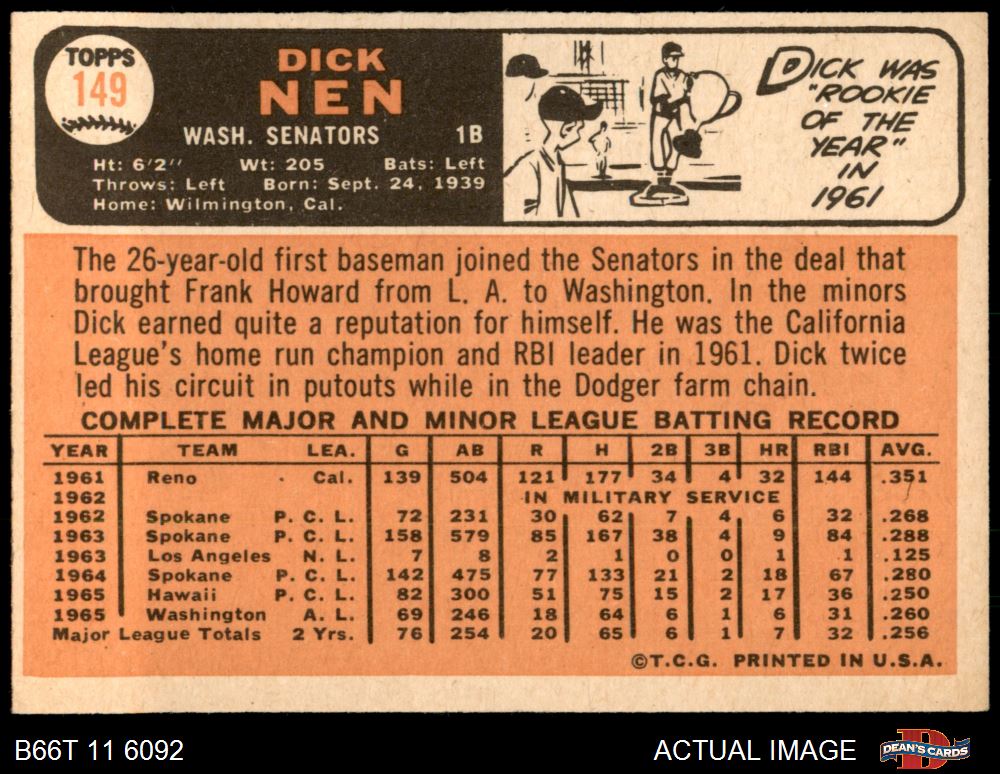 TOPPS
149
DICK
NEN
WASH. SENATORS 1B
Ht: 6'2" Wt: 205 Bats: Left
Throws: Left Born: Sept. 24, 1939
Home: Wilmington, Cal.
DICK WAS
"ROOKIE
OF THE
YEAR"
IN
1961
The 26-year-old first baseman joined the Senators in the deal that
brought Frank Howard from L. A. to Washington. In the minors
Dick earned quite a reputation for himself. He was the California
League's home run champion and RBI leader in 1961. Dick twice
led his circuit in putouts while in the Dodger farm chain.
COMPLETE MAJOR AND MINOR LEAGUE BATTING RECORD
YEAR TEAM LEA. G AB R H 2B 3B HR RBI AVG.
1961 Reno Cal. 139 504 121 177 34 4 32 144 .351
1962 IN MILITARY SERVICE
1962 Spokane P. C. L. 72 231 30 62 7 4 6 32 .268
1963 Spokane P. C. L. 158 579 85 167 38 4 9 84 .288
1963 Los Angeles N. L. 7 8 2 1 0 0 1 1 .125
1964 Spokane P. C. L. 142 475 77 133 21 2 18 67 .280
1965 Hawaii P. C. L. 82 300 51 75 15 2 17 36 .250
1965 Washington A. L. 69 246 18 64 6 1 6 31 .260
Major League Totals 2 Yrs. 76 254 20 65 6 1 7 32 .256
©T.C.G. PRINTED IN U.S.A.
B66T 11 6092 ACTUAL IMAGE DEAN'S CARDS